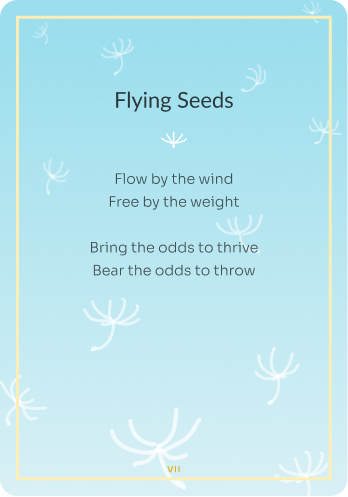 Flying Seeds
Flow by the wind
Free by the weight
Bring the odds to thrive
Bear the odds to throw
VII